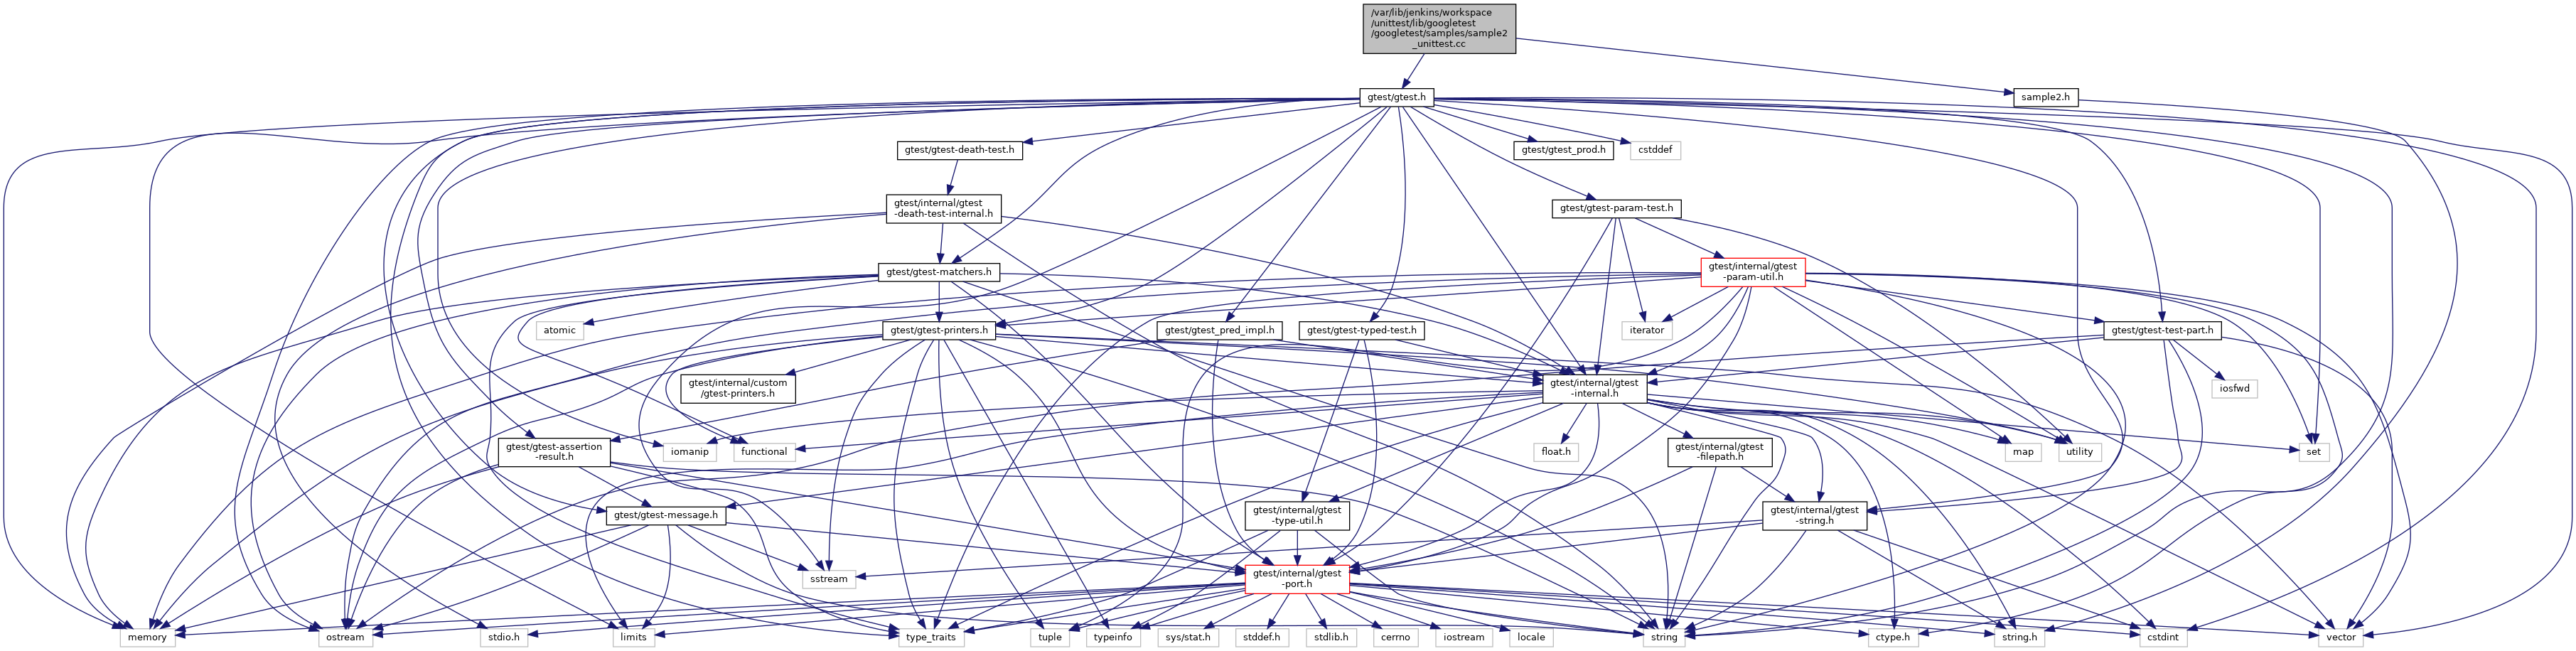 /var/lib/jenkins/workspace
/unittest/lib/googletest
/googletest/samples/sample2
_unittest.cc
gtest/gtest.h
sample2.h
gtest/gtest-death-test.h
gtest/gtest_prod.h
cstddef
gtest/internal/gtest
-death-test-internal.h
gtest/gtest-param-test.h
gtest/gtest-matchers.h
gtest/internal/gtest
-param-util.h
atomic
gtest/gtest-printers.h
gtest/gtest_pred_impl.h
gtest/gtest-typed-test.h
iterator
gtest/gtest-test-part.h
gtest/internal/custom
/gtest-printers.h
gtest/internal/gtest
-internal.h
iosfwd
gtest/gtest-assertion
-result.h
iomanip
functional
float.h
gtest/internal/gtest
-filepath.h
map
utility
set
gtest/gtest-message.h
gtest/internal/gtest
-type-util.h
gtest/internal/gtest
-string.h
sstream
gtest/internal/gtest
-port.h
memory
ostream
stdio.h
limits
type_traits
tuple
typeinfo
sys/stat.h
stddef.h
stdlib.h
cerrno
iostream
locale
string
ctype.h
string.h
cstdint
vector